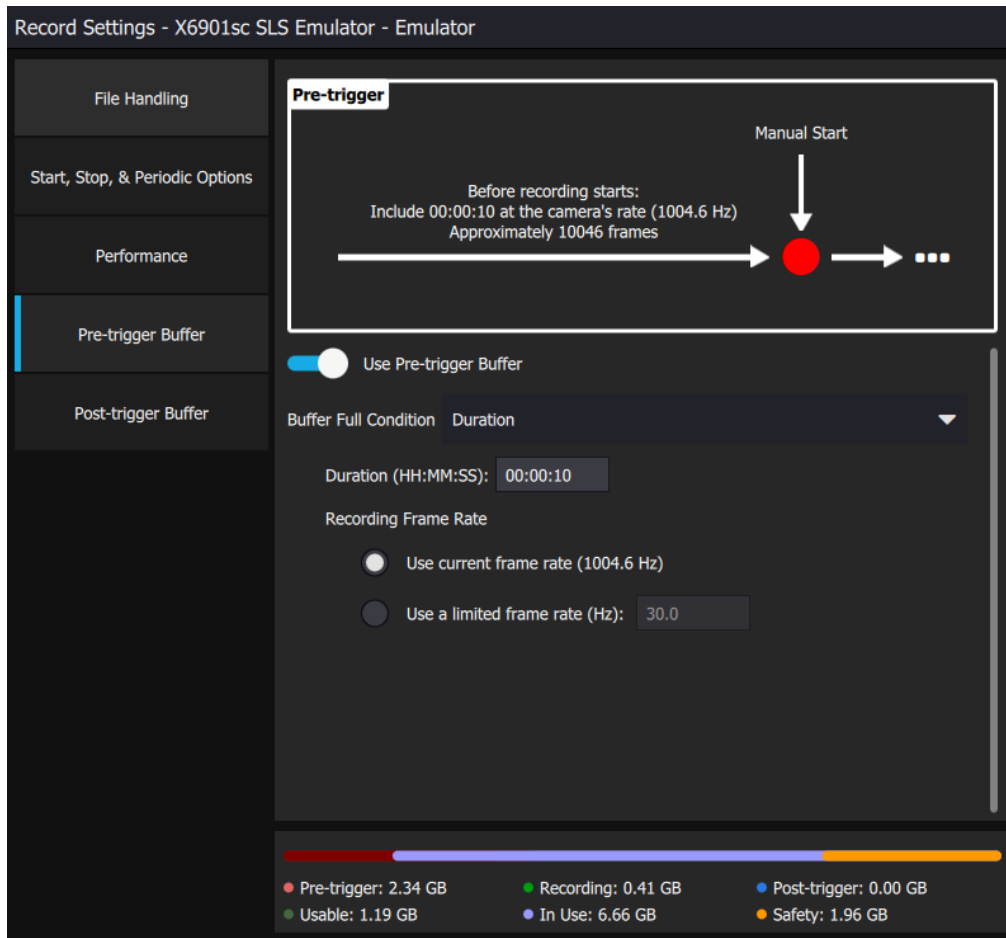 Record Settings - X6901sc SLS Emulator - Emulator
File Handling
Start, Stop, & Periodic Options
Performance
Pre-trigger Buffer
Post-trigger Buffer
Pre-trigger
Manual Start
Before recording starts:
Include 00:00:10 at the camera's rate (1004.6 Hz)
Approximately 10046 frames
Use Pre-trigger Buffer
Buffer Full Condition Duration
Duration (HH:MM:SS): 00:00:10
Recording Frame Rate
Use current frame rate (1004.6 Hz)
Use a limited frame rate (Hz): 30.0
Pre-trigger: 2.34 GB Recording: 0.41 GB Post-trigger: 0.00 GB
Usable: 1.19 GB In Use: 6.66 GB Safety: 1.96 GB